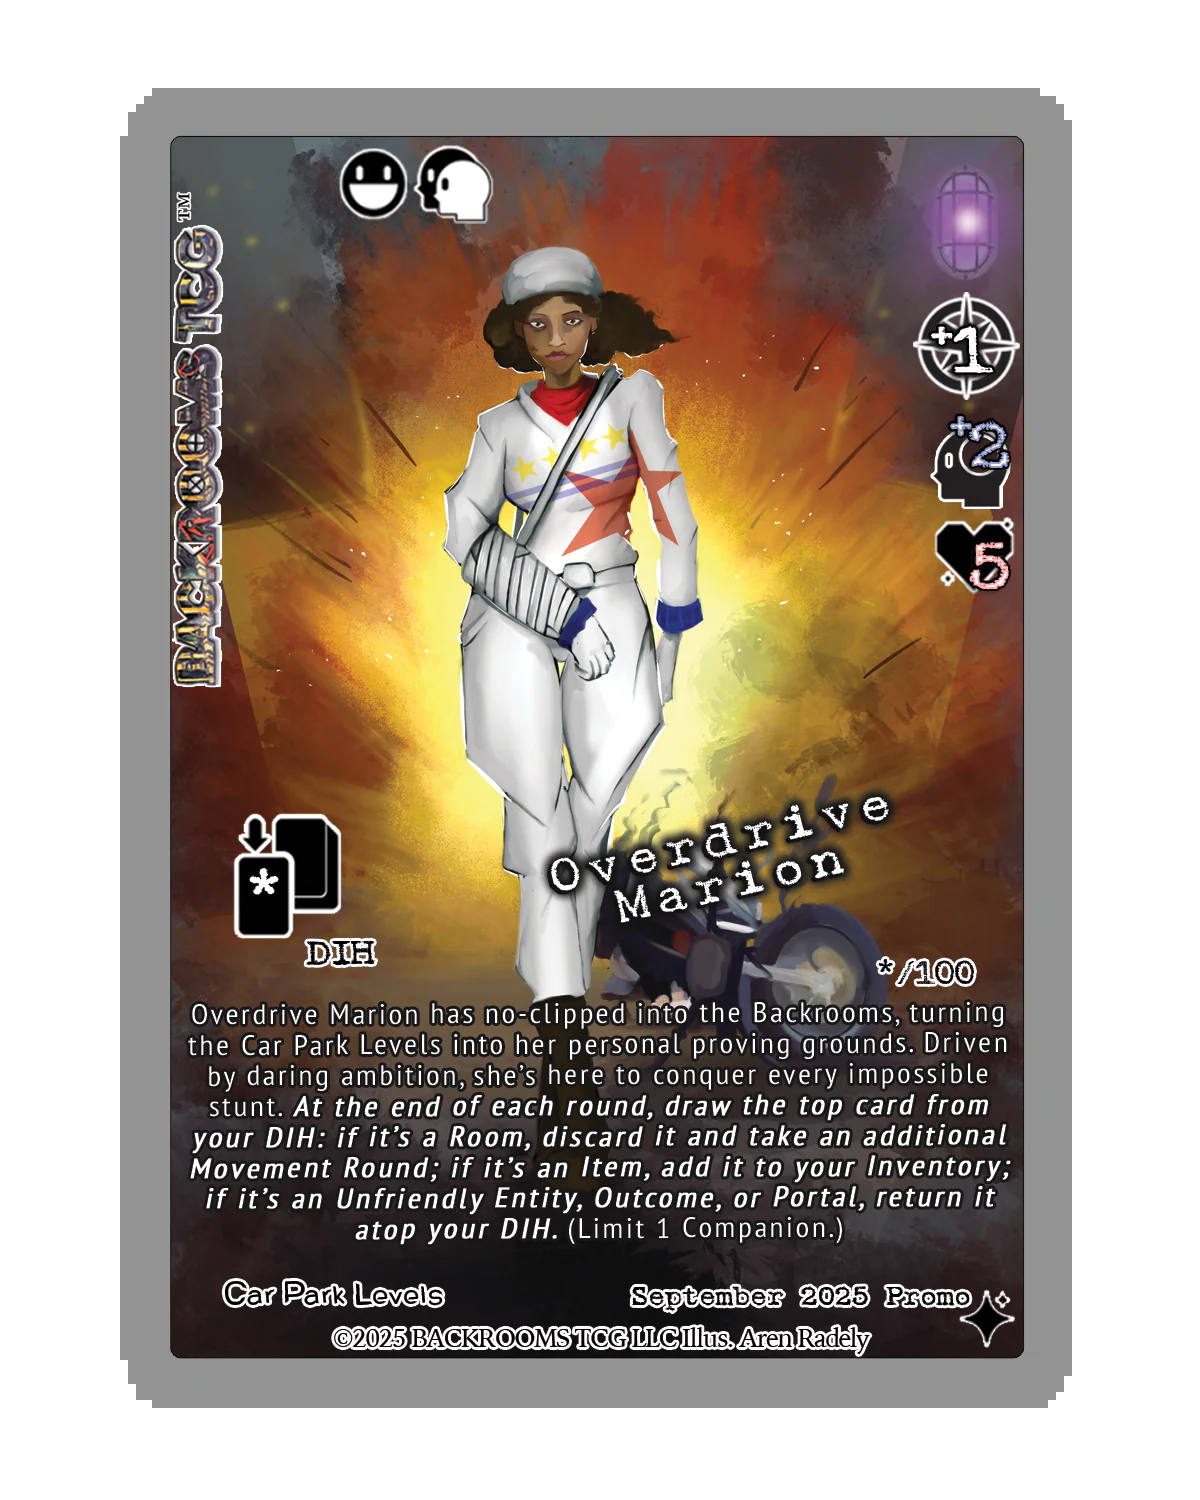 BACKROOMS TCG™
+1
+2
5
Overdrive
Marion
*
DIH
*/100
Overdrive Marion has no-clipped into the Backrooms, turning
the Car Park Levels into her personal proving grounds. Driven
by daring ambition, she's here to conquer every impossible
stunt. At the end of each round, draw the top card from
your DIH: if it's a Room, discard it and take an additional
Movement Round; if it's an Item, add it to your Inventory;
if it's an Unfriendly Entity, Outcome, or Portal, return it
atop your DIH. (Limit 1 Companion.)
Car Park Levels
September 2025 Promo
©2025 BACKROOMS TCG LLC Illus. Aren Radely